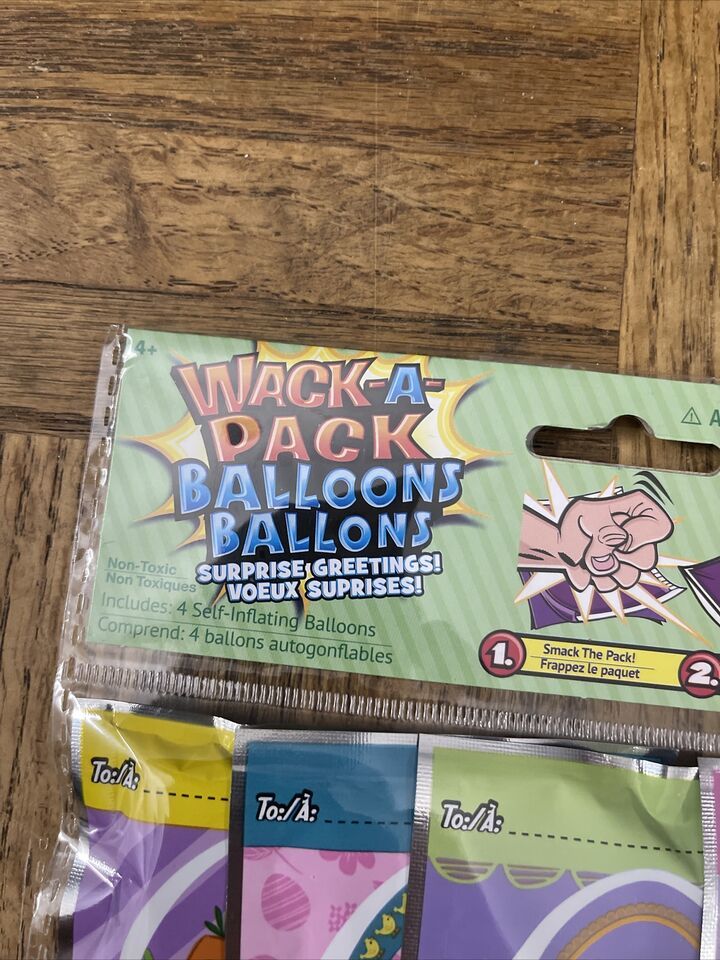 4+
WACK-A-
PACK
BALLOONS
BALLONS
SURPRISE GREETINGS!
VOEUX SUPRISES!
Non-Toxic
Non Toxiques
Includes: 4 Self-Inflating Balloons
Comprend: 4 ballons autogonflables
1.
Smack The Pack!
Frappez le paquet
2.
To:/À:
To:/À:
To:/À: